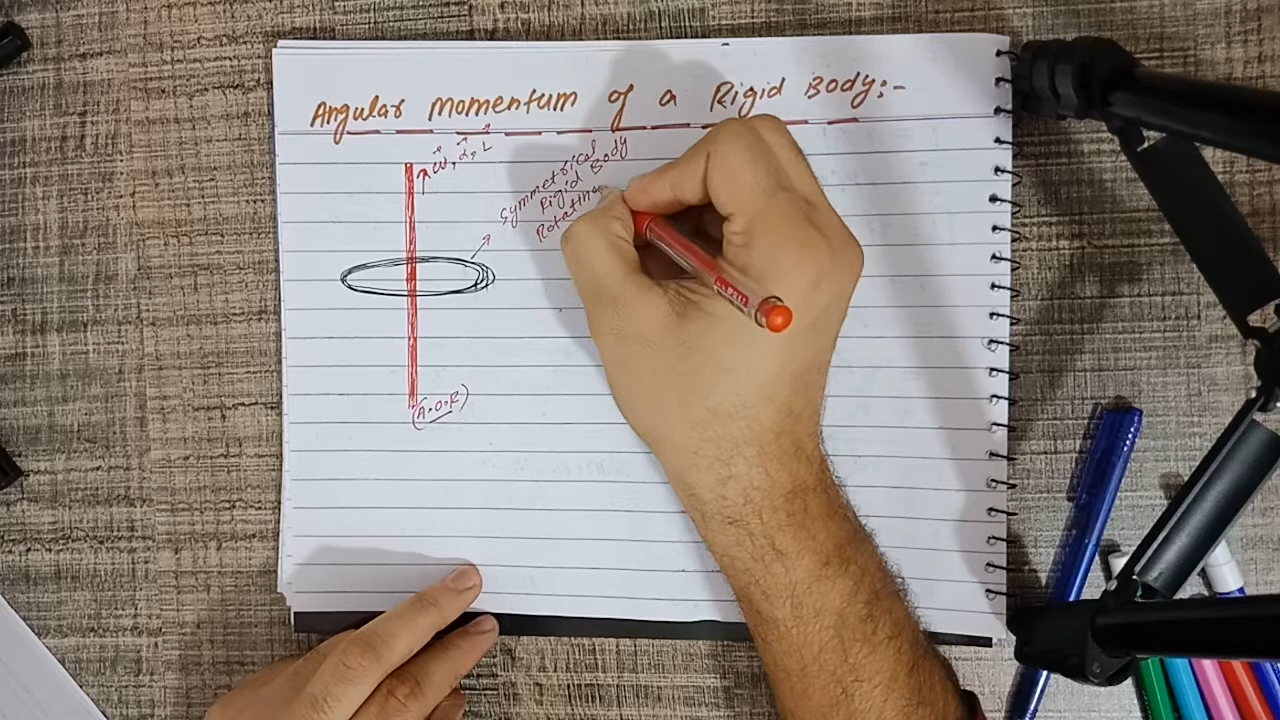 Angular Momentum of a Rigid Body:-
ω⃗, α⃗, L⃗
Symmetrical
Rigid Body
Rotating
(A.O.R)